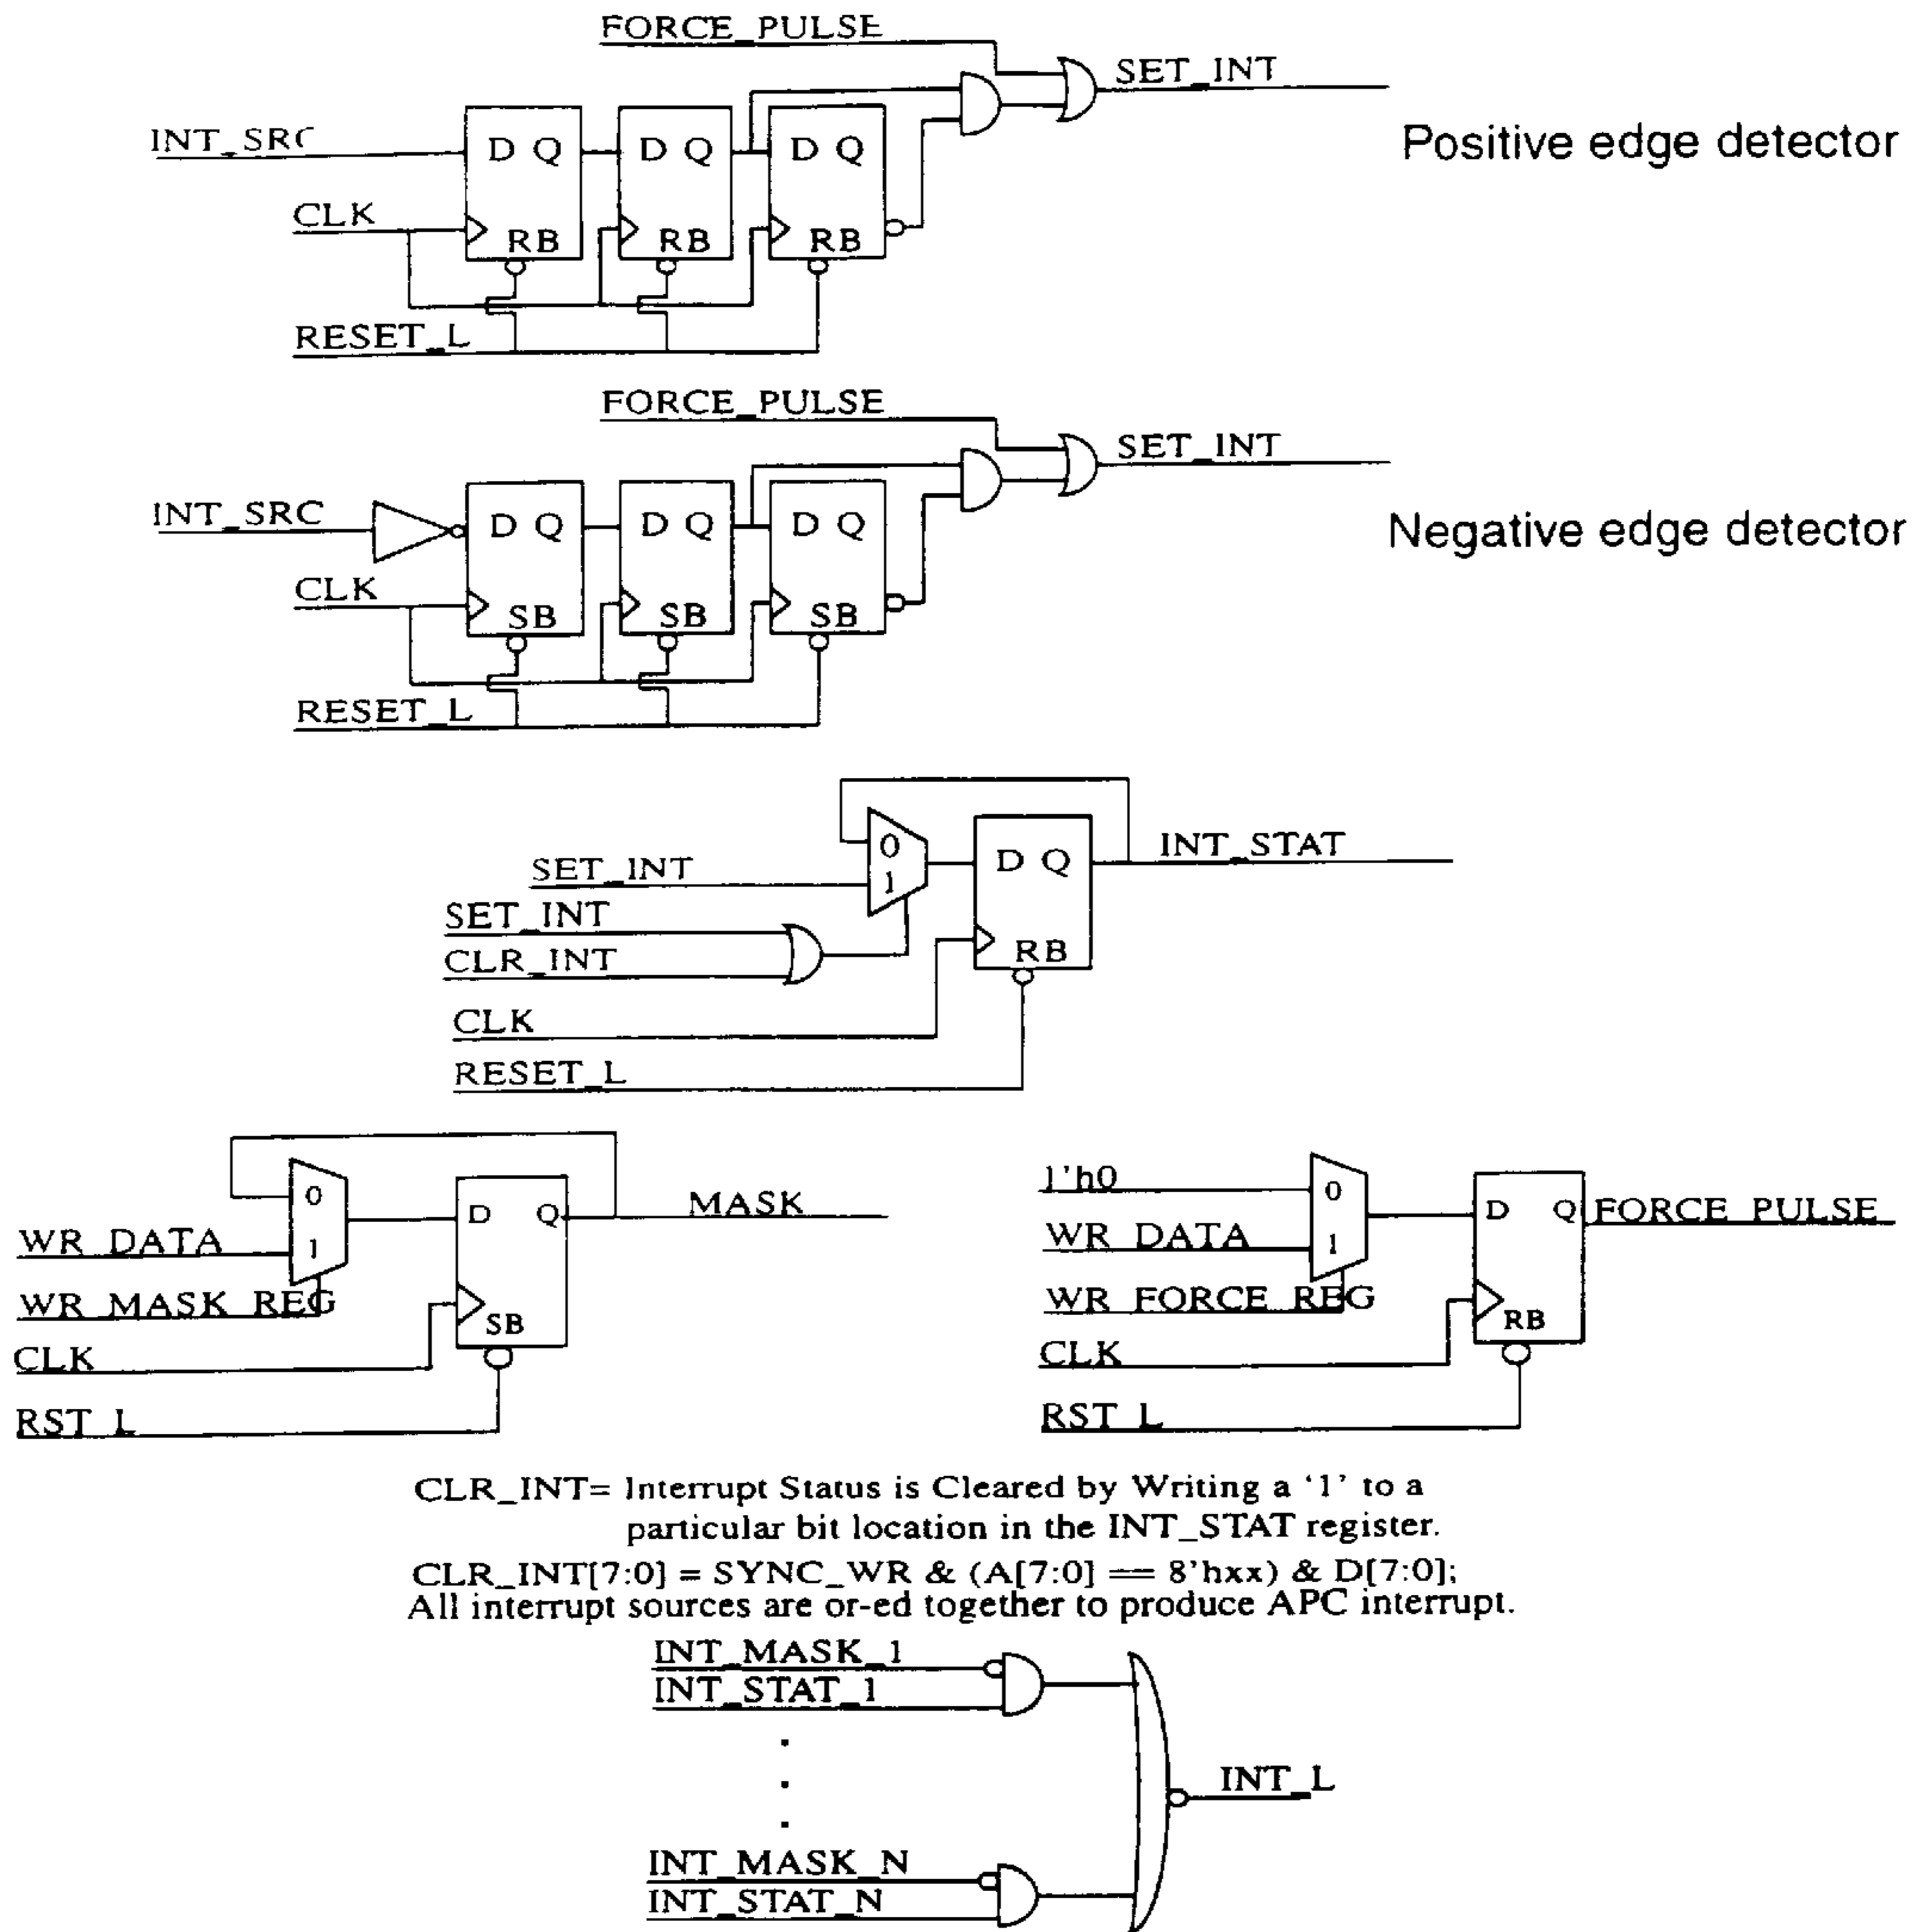 FORCE_PULSE
SET_INT
INT_SRC
D Q
D Q
D Q
Positive edge detector
CLK
RB
RB
RB
RESET_L
FORCE_PULSE
SET_INT
INT_SRC
D Q
D Q
D Q
Negative edge detector
CLK
SB
SB
SB
RESET_L
0
INT_STAT
D Q
SET_INT
1
SET_INT
CLR_INT
RB
CLK
RESET_L
0
D Q
MASK
WR_DATA
1
WR_MASK_REG
SB
CLK
RST_L
1'h0
0
D Q
FORCE_PULSE
WR_DATA
1
WR_FORCE_REG
RB
CLK
RST_L
CLR_INT= Interrupt Status is Cleared by Writing a ‘1’ to a
particular bit location in the INT_STAT register.
CLR_INT[7:0] = SYNC_WR & (A[7:0] == 8'hxx) & D[7:0];
All interrupt sources are or-ed together to produce APC interrupt.
INT_MASK_1
INT_STAT_1
INT_L
INT_MASK_N
INT_STAT_N